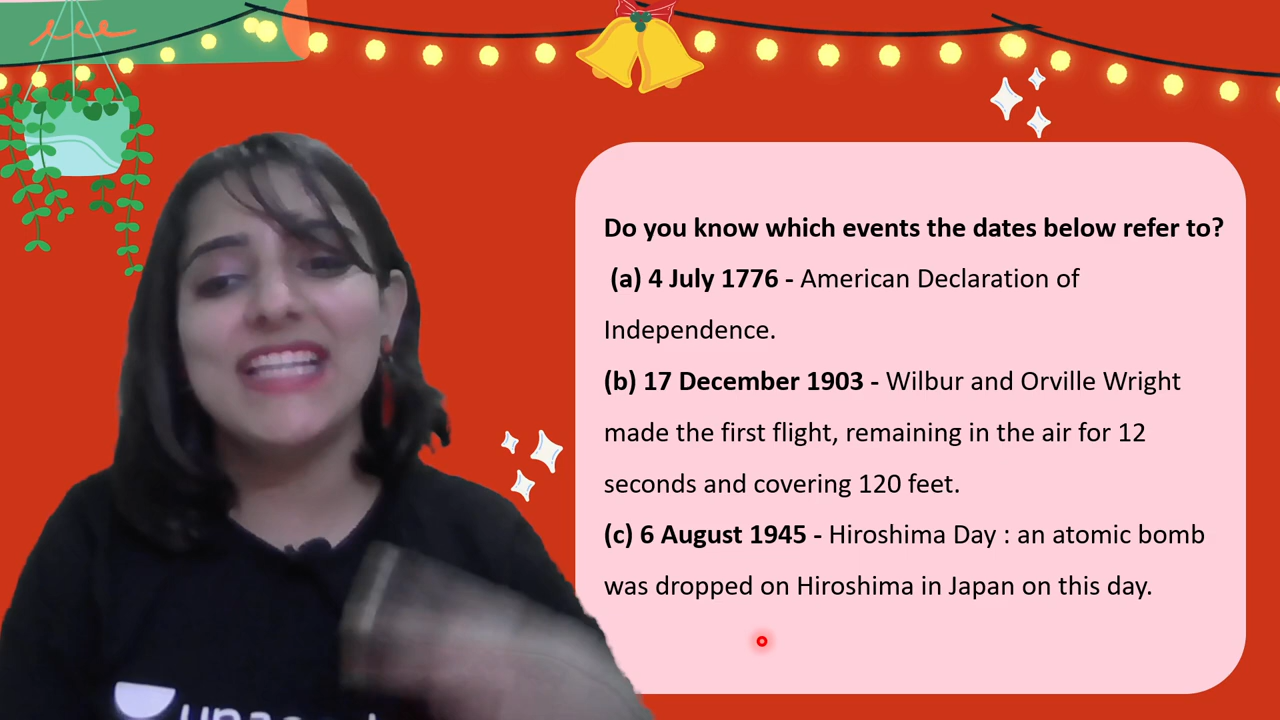 Do you know which events the dates below refer to?
(a) 4 July 1776 - American Declaration of
Independence.
(b) 17 December 1903 - Wilbur and Orville Wright
made the first flight, remaining in the air for 12
seconds and covering 120 feet.
(c) 6 August 1945 - Hiroshima Day : an atomic bomb
was dropped on Hiroshima in Japan on this day.